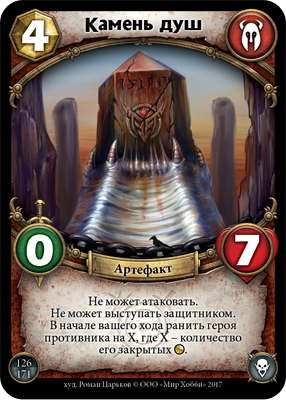 4
Камень душ
0
7
Артефакт
Не может атаковать.
Не может выступать защитником.
В начале вашего хода ранить героя
противника на X, где X – количество
его закрытых .
126
171
худ. Роман Царьков © ООО «Мир Хобби» 2017